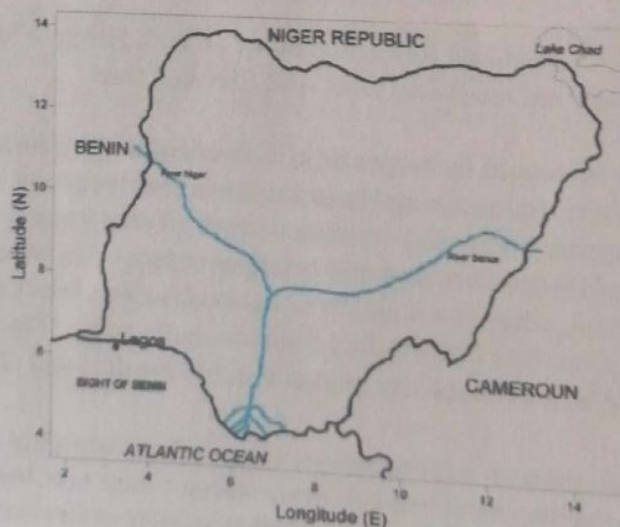 14
NIGER REPUBLIC
Lake Chad
12
BENIN
River Niger
10
Latitude (N)
River Benue
8
Lagos
6
BIGHT OF BENIN
CAMEROUN
4
ATLANTIC OCEAN
2
4
6
8
10
12
14
Longitude (E)